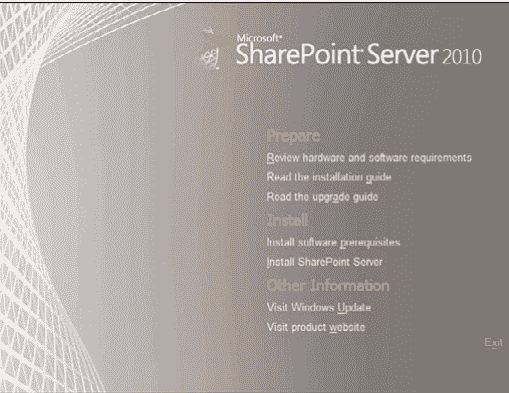 Microsoft®
SharePoint® Server 2010
Prepare
Review hardware and software requirements
Read the installation guide
Read the upgrade guide
Install
Install software prerequisites
Install SharePoint Server
Other Information
Visit Windows Update
Visit product website
Exit